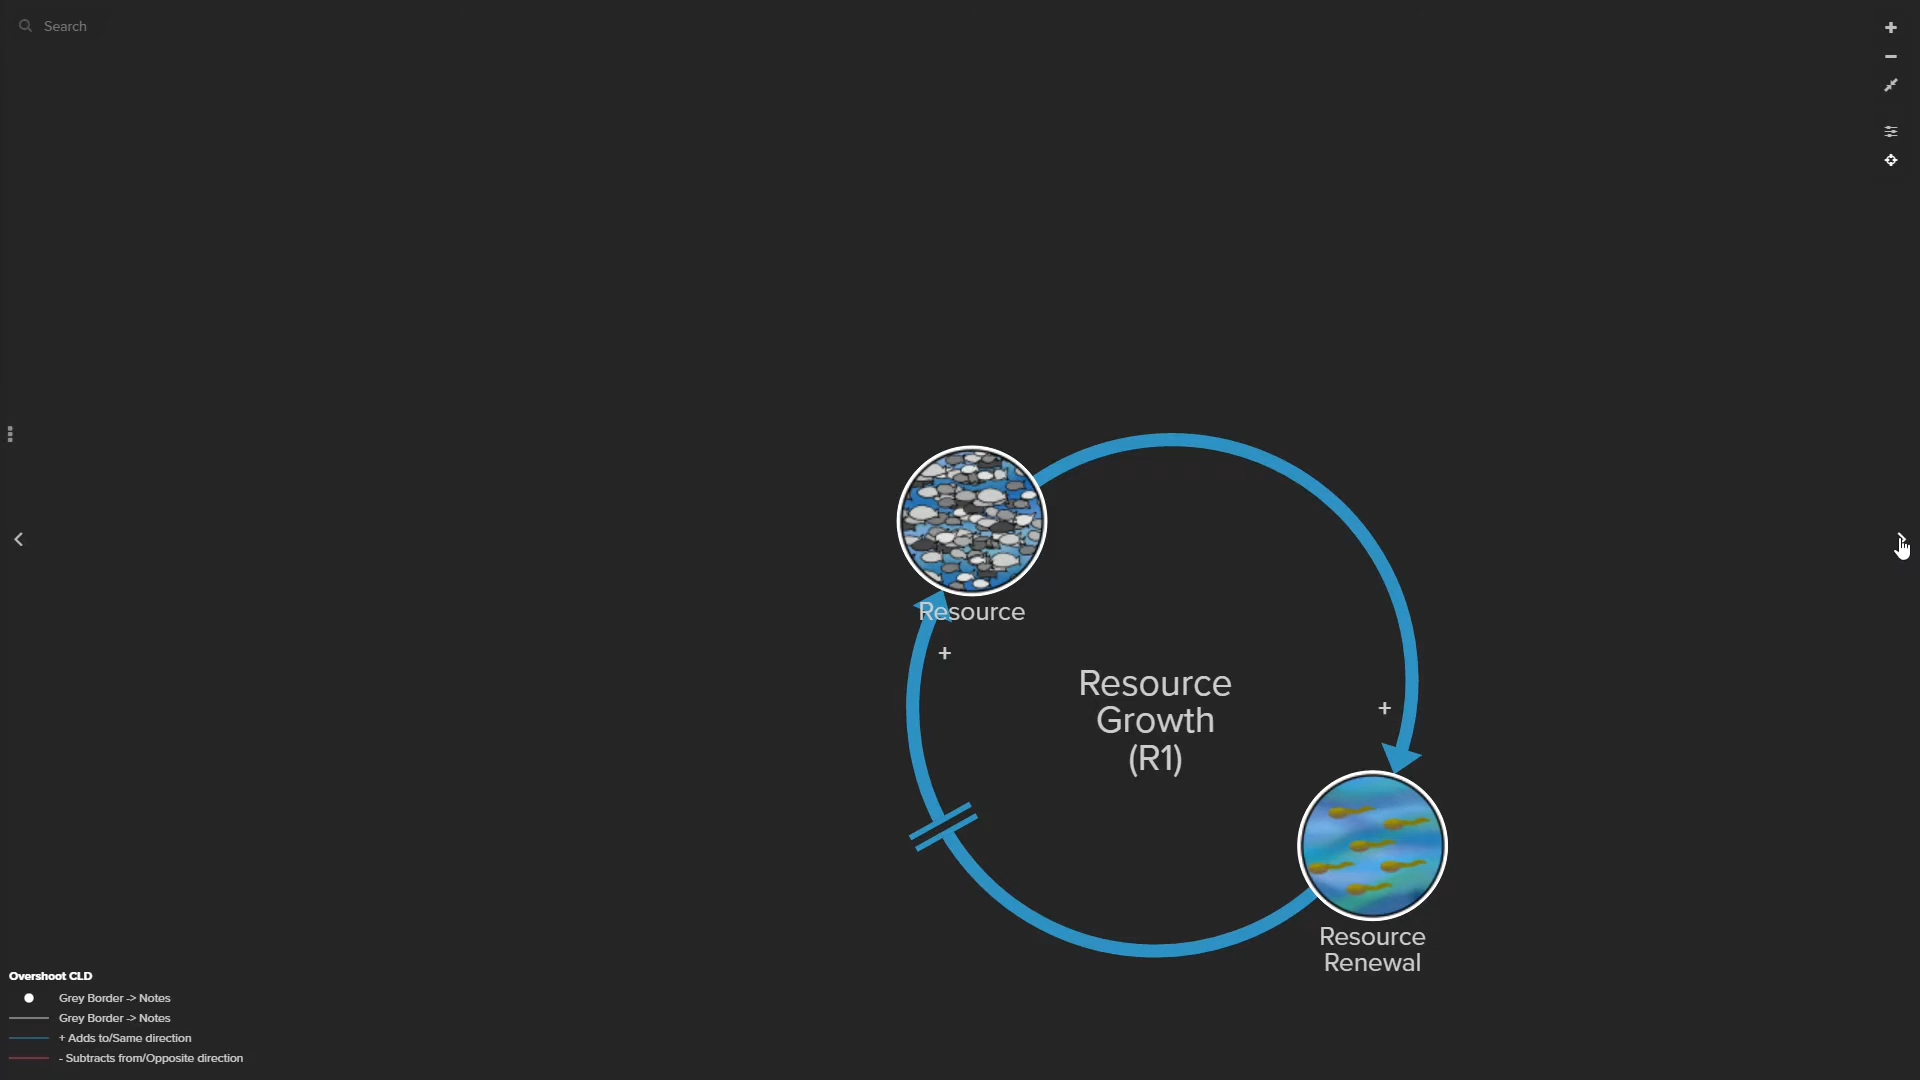 Search
Resource
+
Resource
Growth
(R1)
+
Resource
Renewal
Overshoot CLD
Grey Border -> Notes
Grey Border -> Notes
+ Adds to/Same direction
- Subtracts from/Opposite direction